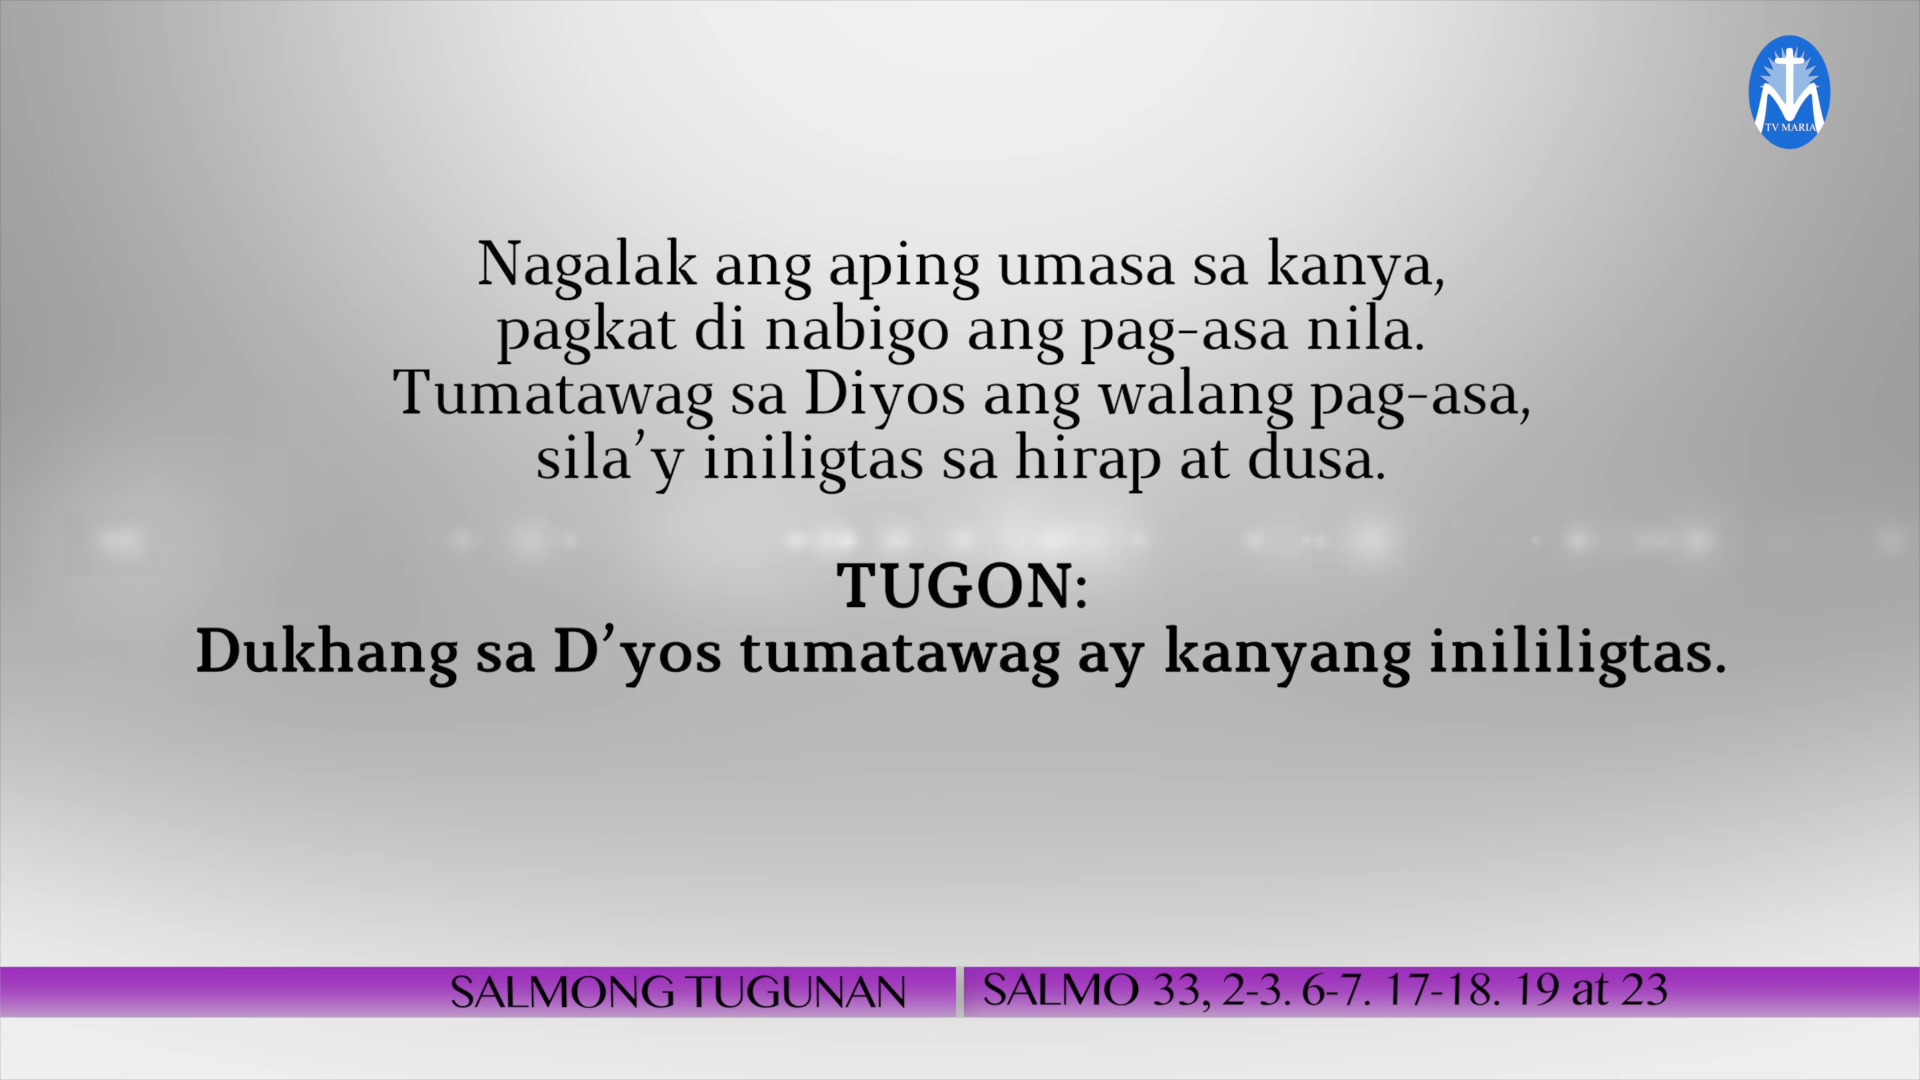 TV MARIA
Nagalak ang aping umasa sa kanya,
pagkat di nabigo ang pag-asa nila.
Tumatawag sa Diyos ang walang pag-asa,
sila’y iniligtas sa hirap at dusa.
TUGON:
Dukhang sa D’yos tumatawag ay kanyang inililigtas.
SALMONG TUGUNAN
SALMO 33, 2-3. 6-7. 17-18. 19 at 23